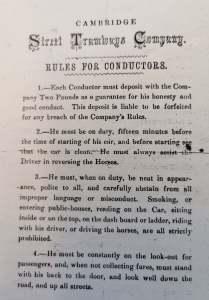 CAMBRIDGE
Street Tramways Company.
RULES FOR CONDUCTORS.
1.—Each Conductor must deposit with the Com-
pany Two Pounds as a guarantee for his honesty and
good conduct. This deposit is liable to be forfeited
for any breach of the Company's Rules.
2.—He must be on duty, fifteen minutes before
the time of starting of his car, and before starting see
that the car is clean. He must always assist the
Driver in reversing the Horses.
3.—He must, when on duty, be neat in appear-
ance, polite to all, and carefully abstain from all
improper language or misconduct. Smoking, or
entering public-houses, reading on the Car, sitting
inside or on the top, on the dash board or ladder, riding
with his driver, or driving the horses, are all strictly
prohibited.
4.—He must be constantly on the look-out for
passengers, and, when not collecting fares, must stand
with his back to the door, and look well down the
road, and up all streets.